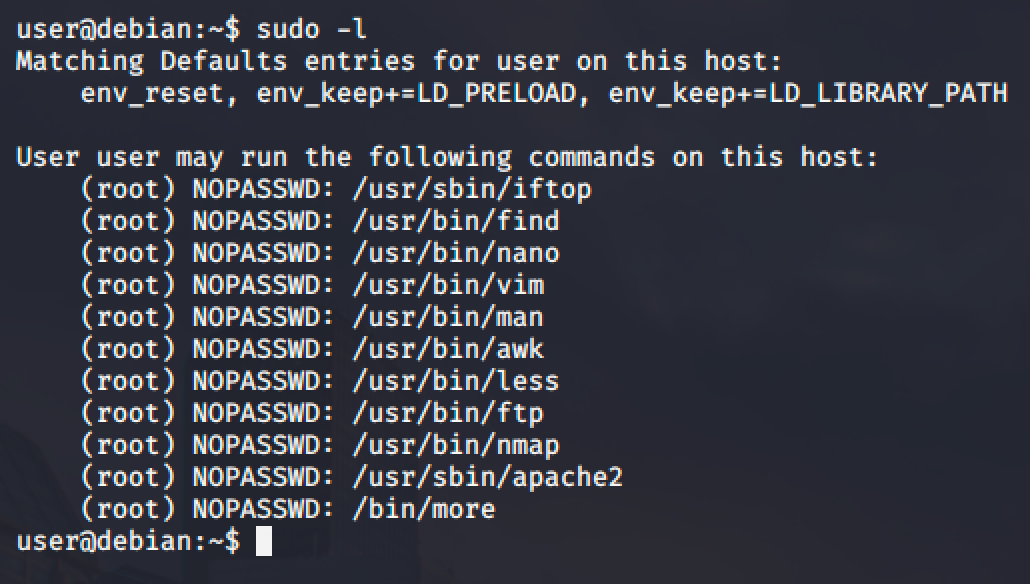 user@debian:~$ sudo -l
Matching Defaults entries for user on this host:
    env_reset, env_keep+=LD_PRELOAD, env_keep+=LD_LIBRARY_PATH

User user may run the following commands on this host:
    (root) NOPASSWD: /usr/sbin/iftop
    (root) NOPASSWD: /usr/bin/find
    (root) NOPASSWD: /usr/bin/nano
    (root) NOPASSWD: /usr/bin/vim
    (root) NOPASSWD: /usr/bin/man
    (root) NOPASSWD: /usr/bin/awk
    (root) NOPASSWD: /usr/bin/less
    (root) NOPASSWD: /usr/bin/ftp
    (root) NOPASSWD: /usr/bin/nmap
    (root) NOPASSWD: /usr/sbin/apache2
    (root) NOPASSWD: /bin/more
user@debian:~$